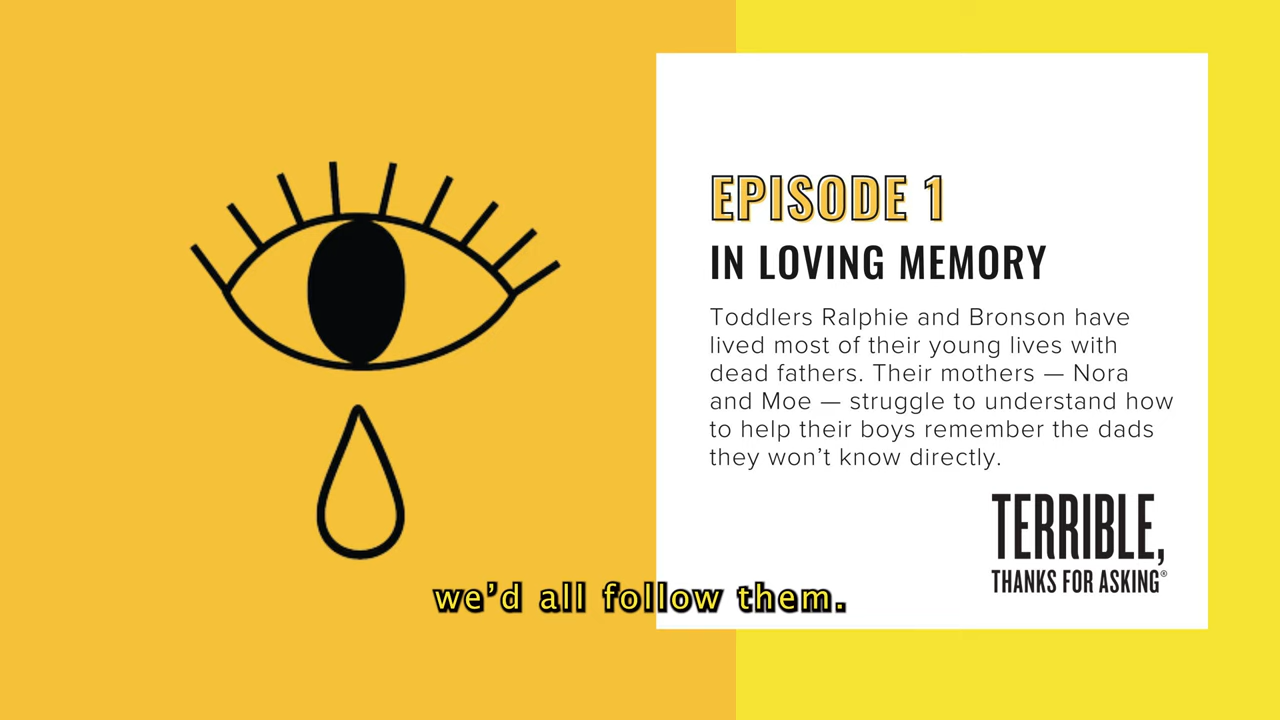 EPISODE 1
IN LOVING MEMORY
Toddlers Ralphie and Bronson have
lived most of their young lives with
dead fathers. Their mothers — Nora
and Moe — struggle to understand how
to help their boys remember the dads
they won’t know directly.
TERRIBLE,
THANKS FOR ASKING®
we’d all follow them.